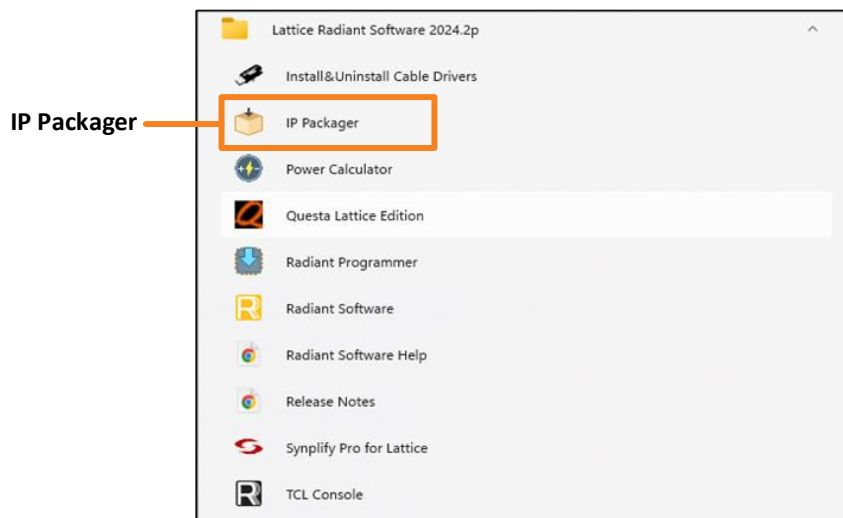 Lattice Radiant Software 2024.2p
Install&Uninstall Cable Drivers
IP Packager
IP Packager
Power Calculator
Questa Lattice Edition
Radiant Programmer
Radiant Software
Radiant Software Help
Release Notes
Synplify Pro for Lattice
TCL Console